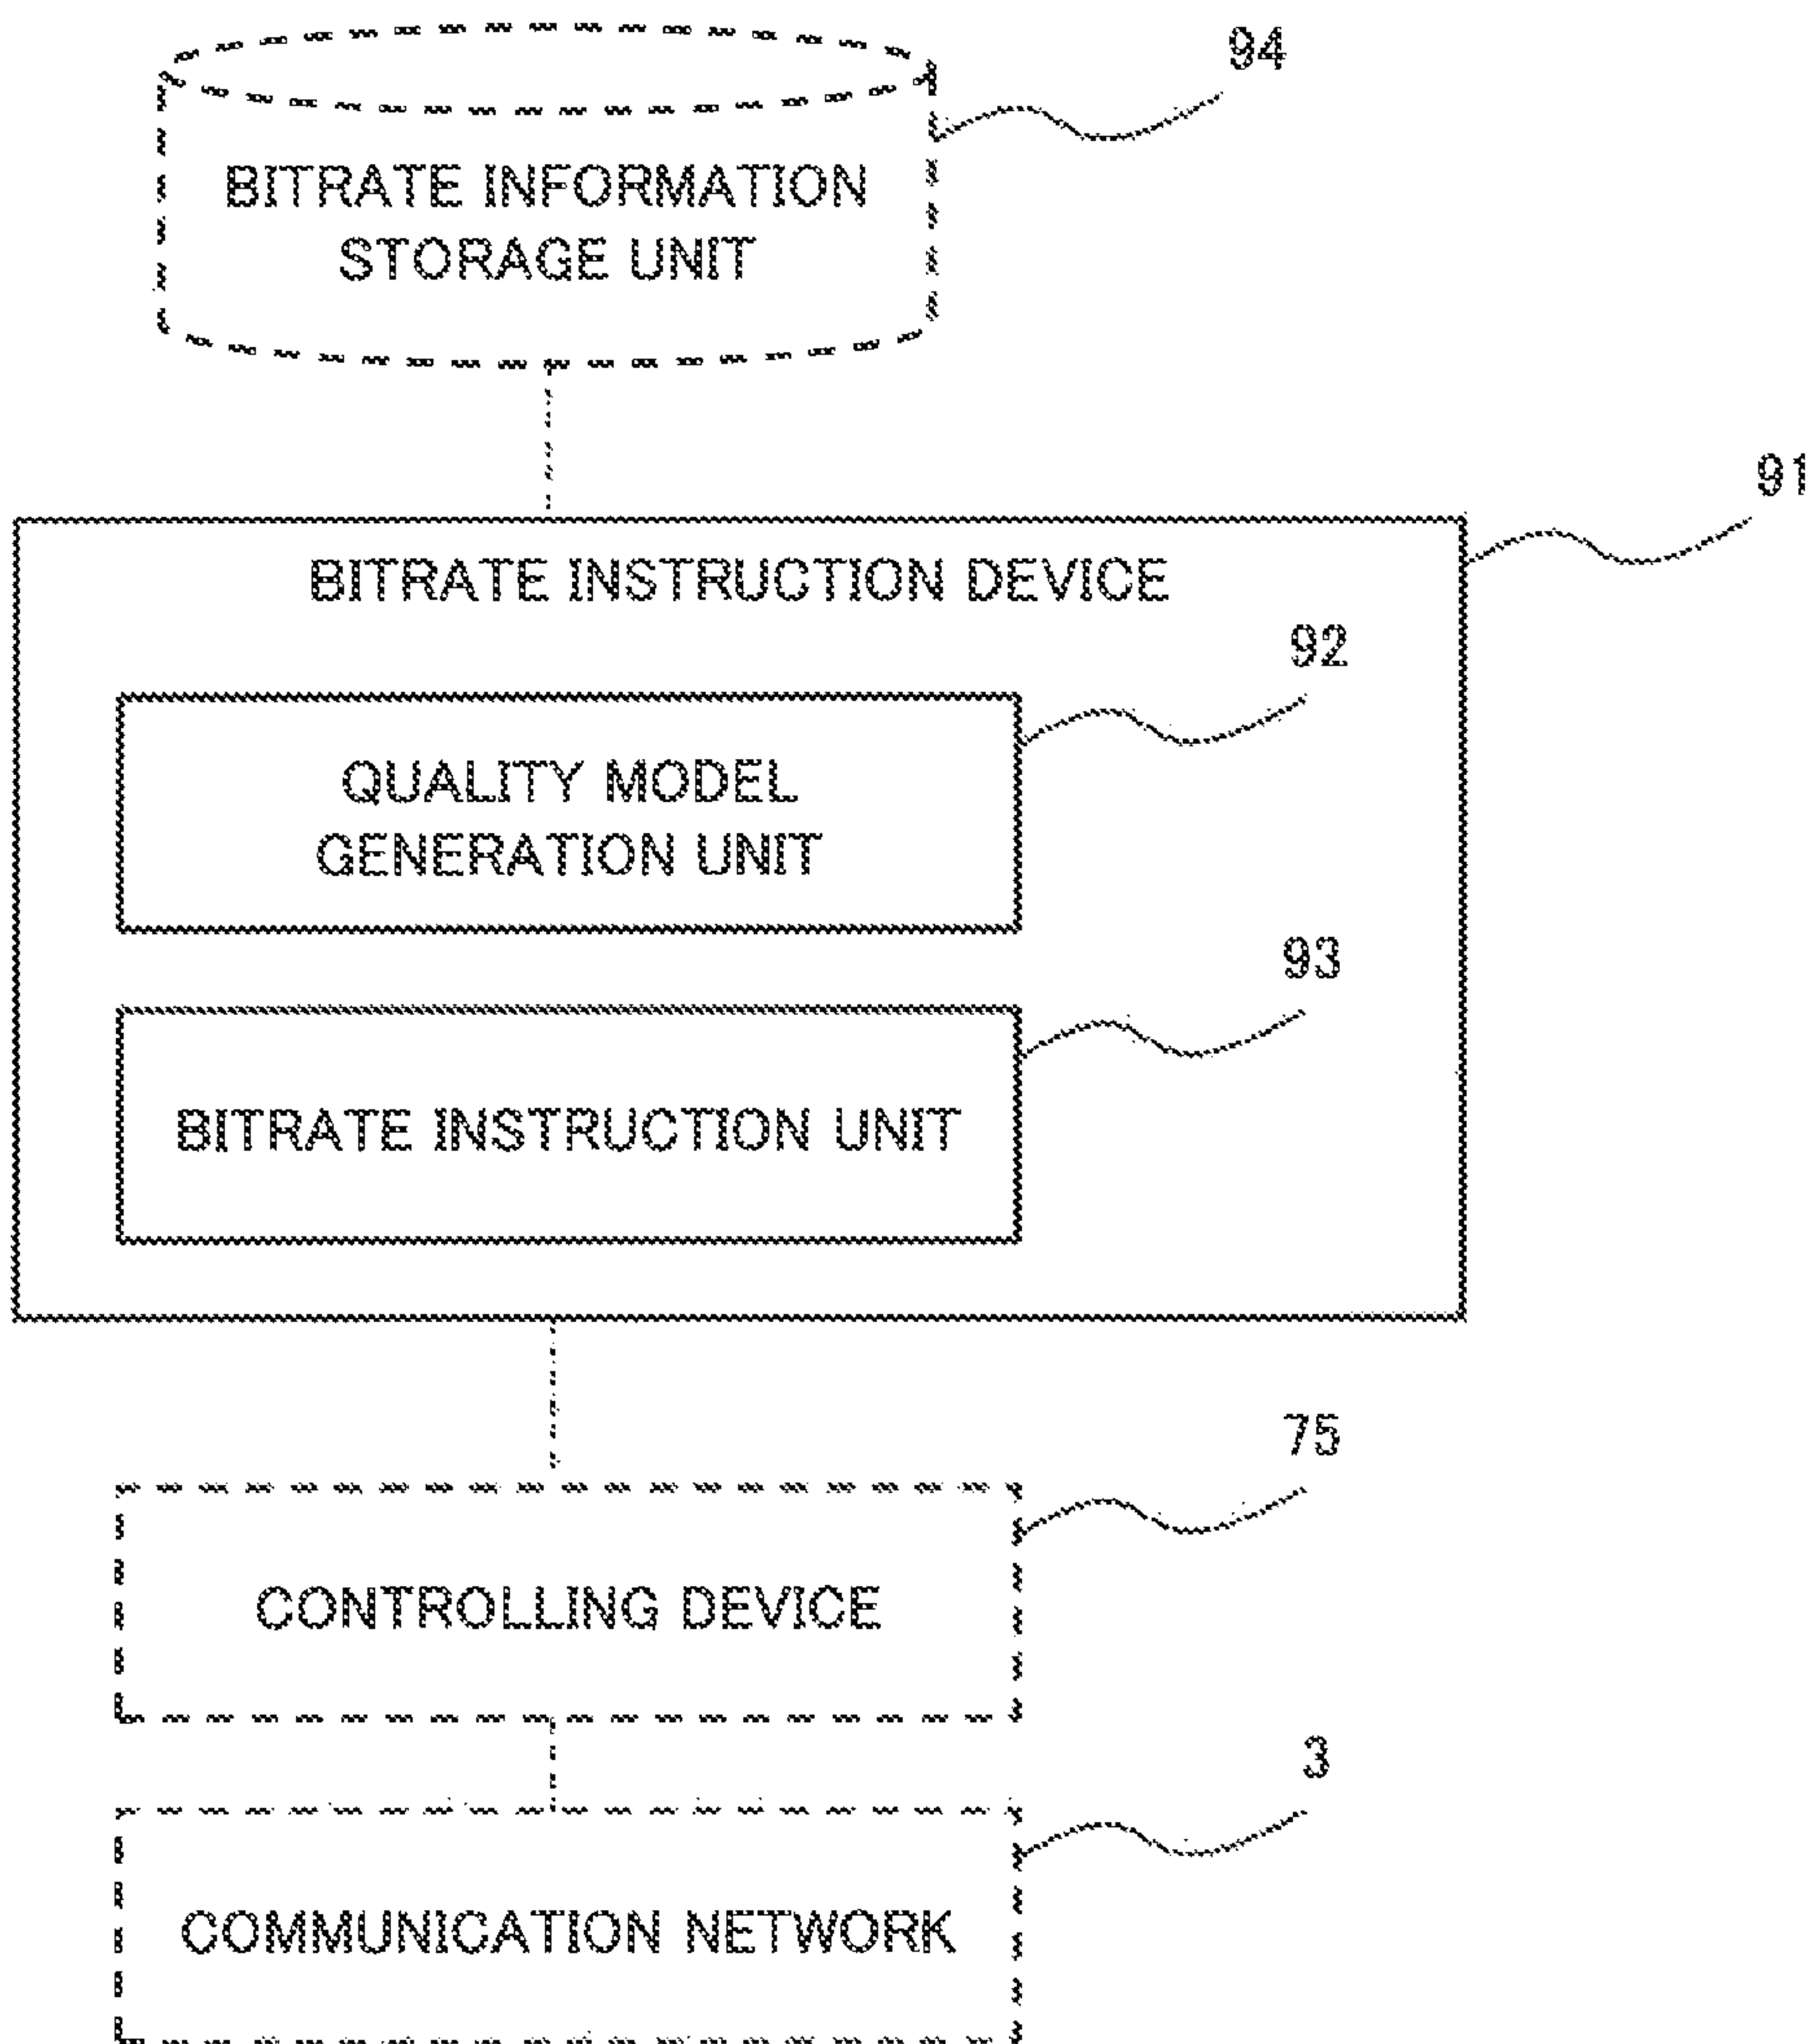 94
BITRATE INFORMATION
STORAGE UNIT
91
BITRATE INSTRUCTION DEVICE
92
QUALITY MODEL
GENERATION UNIT
93
BITRATE INSTRUCTION UNIT
75
CONTROLLING DEVICE
3
COMMUNICATION NETWORK